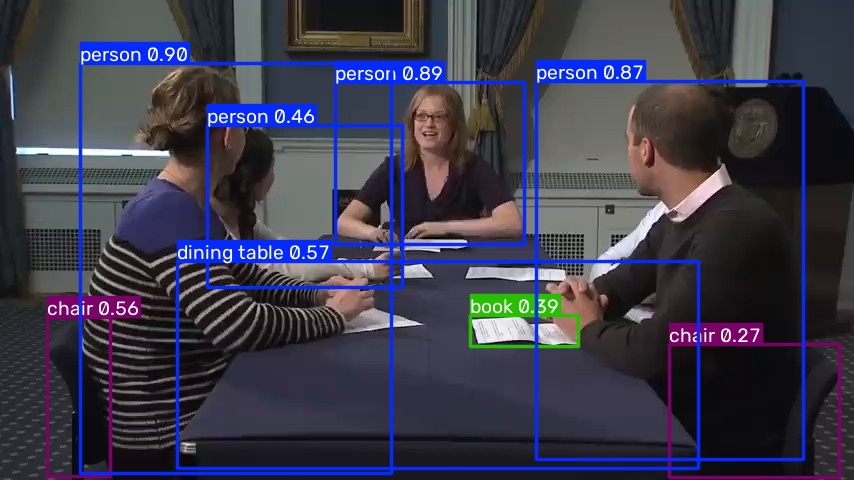 person 0.90
person 0.89
person 0.87
person 0.46
dining table 0.57
chair 0.56
book 0.39
chair 0.27